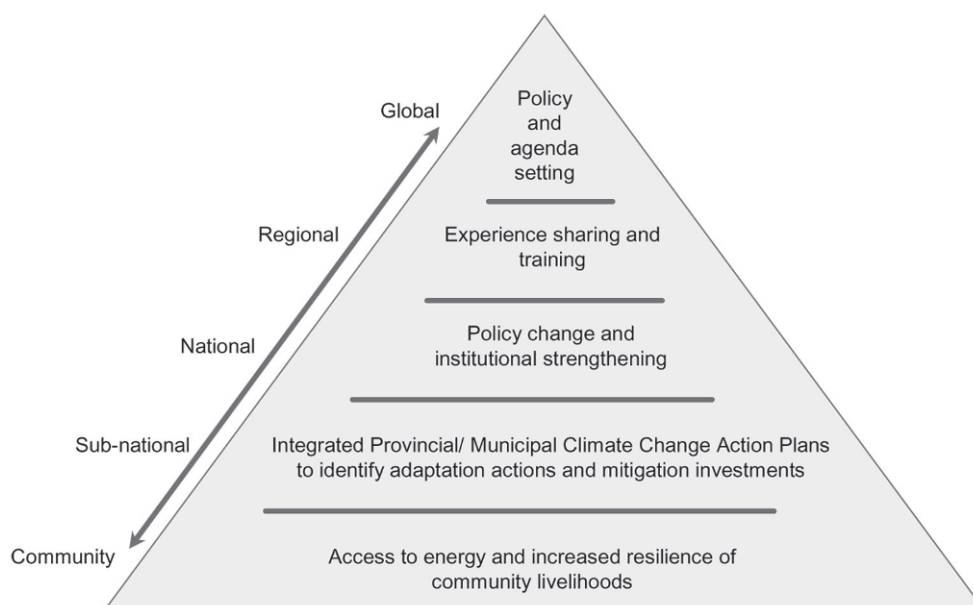 Global
Policy
and
agenda
setting
Regional
Experience sharing and
training
National
Policy change and
institutional strengthening
Sub-national
Integrated Provincial/ Municipal Climate Change Action Plans
to identify adaptation actions and mitigation investments
Community
Access to energy and increased resilience of
community livelihoods